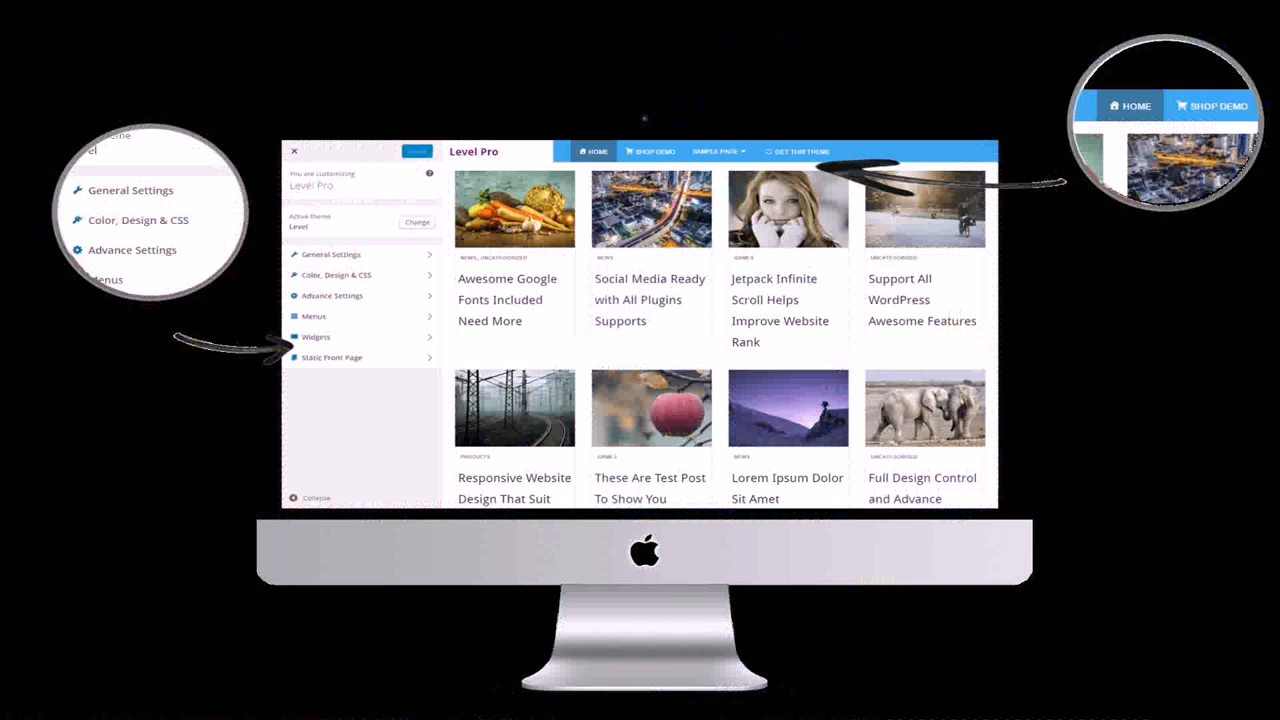 eme
el
General Settings
Color, Design & CSS
Advance Settings
enus
HOME
SHOP DEMO
You are customizing
Level Pro
Active theme
Level
Change
General Settings
Color, Design & CSS
Advance Settings
Menus
Widgets
Static Front Page
Collapse
Level Pro
HOME
SHOP DEMO
SAMPLE PAGE
GET THIS THEME
NEWS, UNCATEGORIZED
Awesome Google
Fonts Included
Need More
NEWS
Social Media Ready
with All Plugins
Supports
GAMES
Jetpack Infinite
Scroll Helps
Improve Website
Rank
UNCATEGORIZED
Support All
WordPress
Awesome Features
PRODUCTS
Responsive Website
Design That Suit
GAMES
These Are Test Post
To Show You
NEWS
Lorem Ipsum Dolor
Sit Amet
UNCATEGORIZED
Full Design Control
and Advance